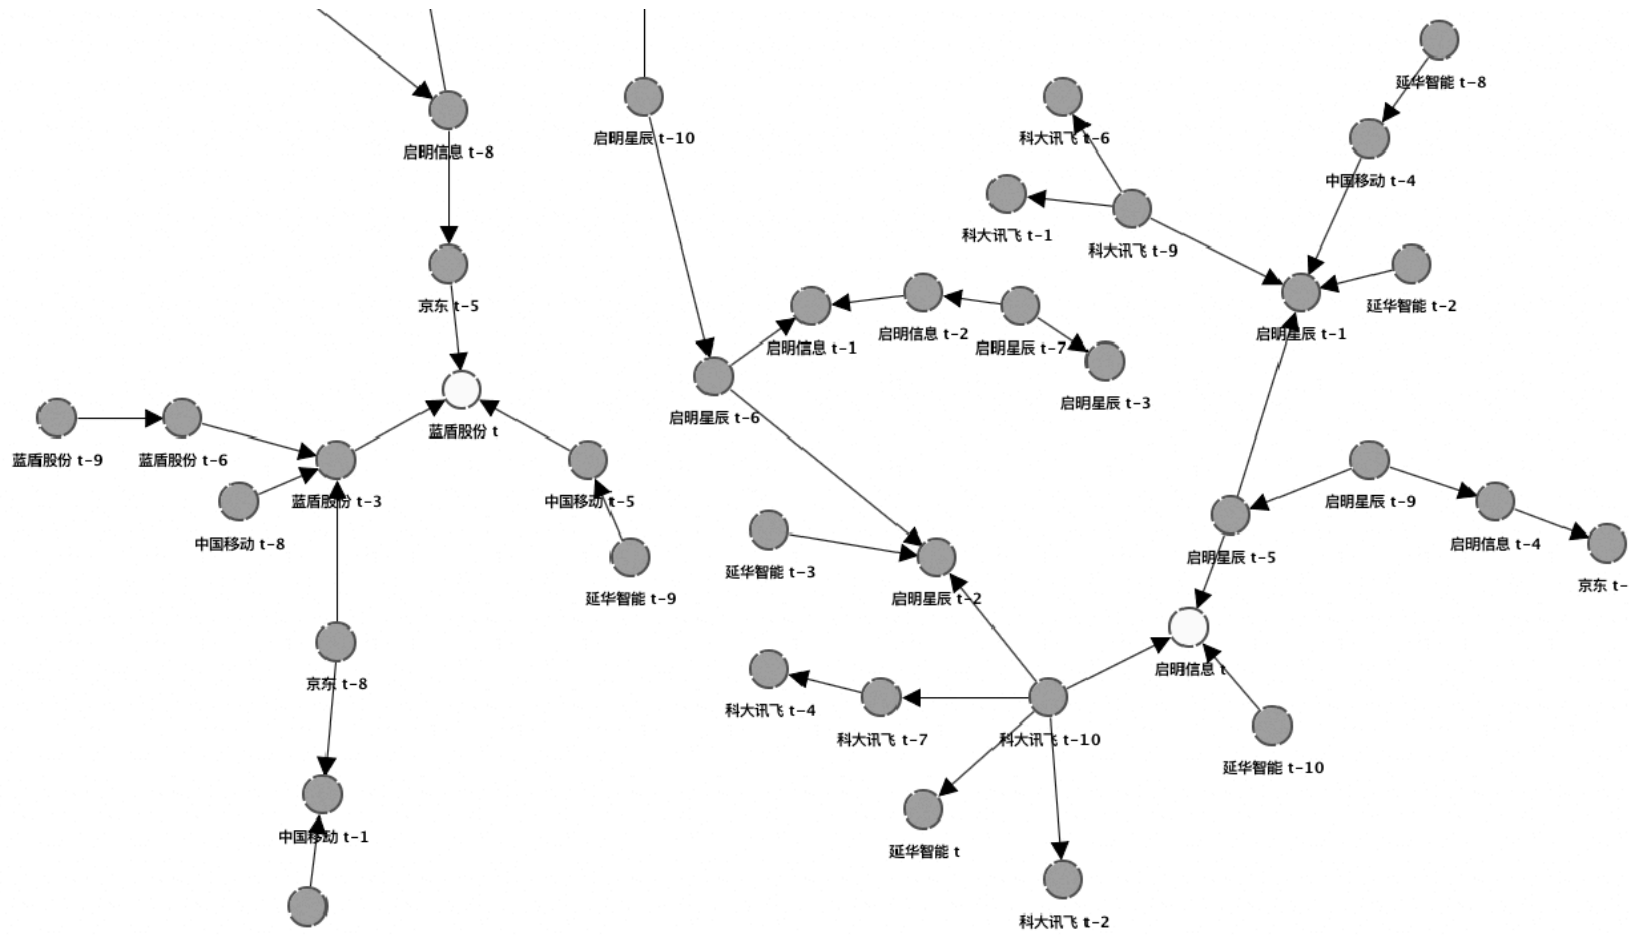 延华智能 t-8
启明信息 t-8
启明星辰 t-10
科大讯飞 t-6
中国移动 t-4
科大讯飞 t-1
科大讯飞 t-9
京东 t-5
延华智能 t-2
启明信息 t-1
启明信息 t-2
启明星辰 t-7
启明星辰 t-1
启明星辰 t-3
启明星辰 t-6
蓝盾股份 t
蓝盾股份 t-9
蓝盾股份 t-6
蓝盾股份 t-3
中国移动 t-5
启明星辰 t-9
中国移动 t-8
启明信息 t-4
启明星辰 t-5
延华智能 t-3
京东 t-
延华智能 t-9
启明星辰 t-2
启明信息 t
京东 t-8
科大讯飞 t-4
科大讯飞 t-7
科大讯飞 t-10
延华智能 t-10
中国移动 t-1
延华智能 t
科大讯飞 t-2